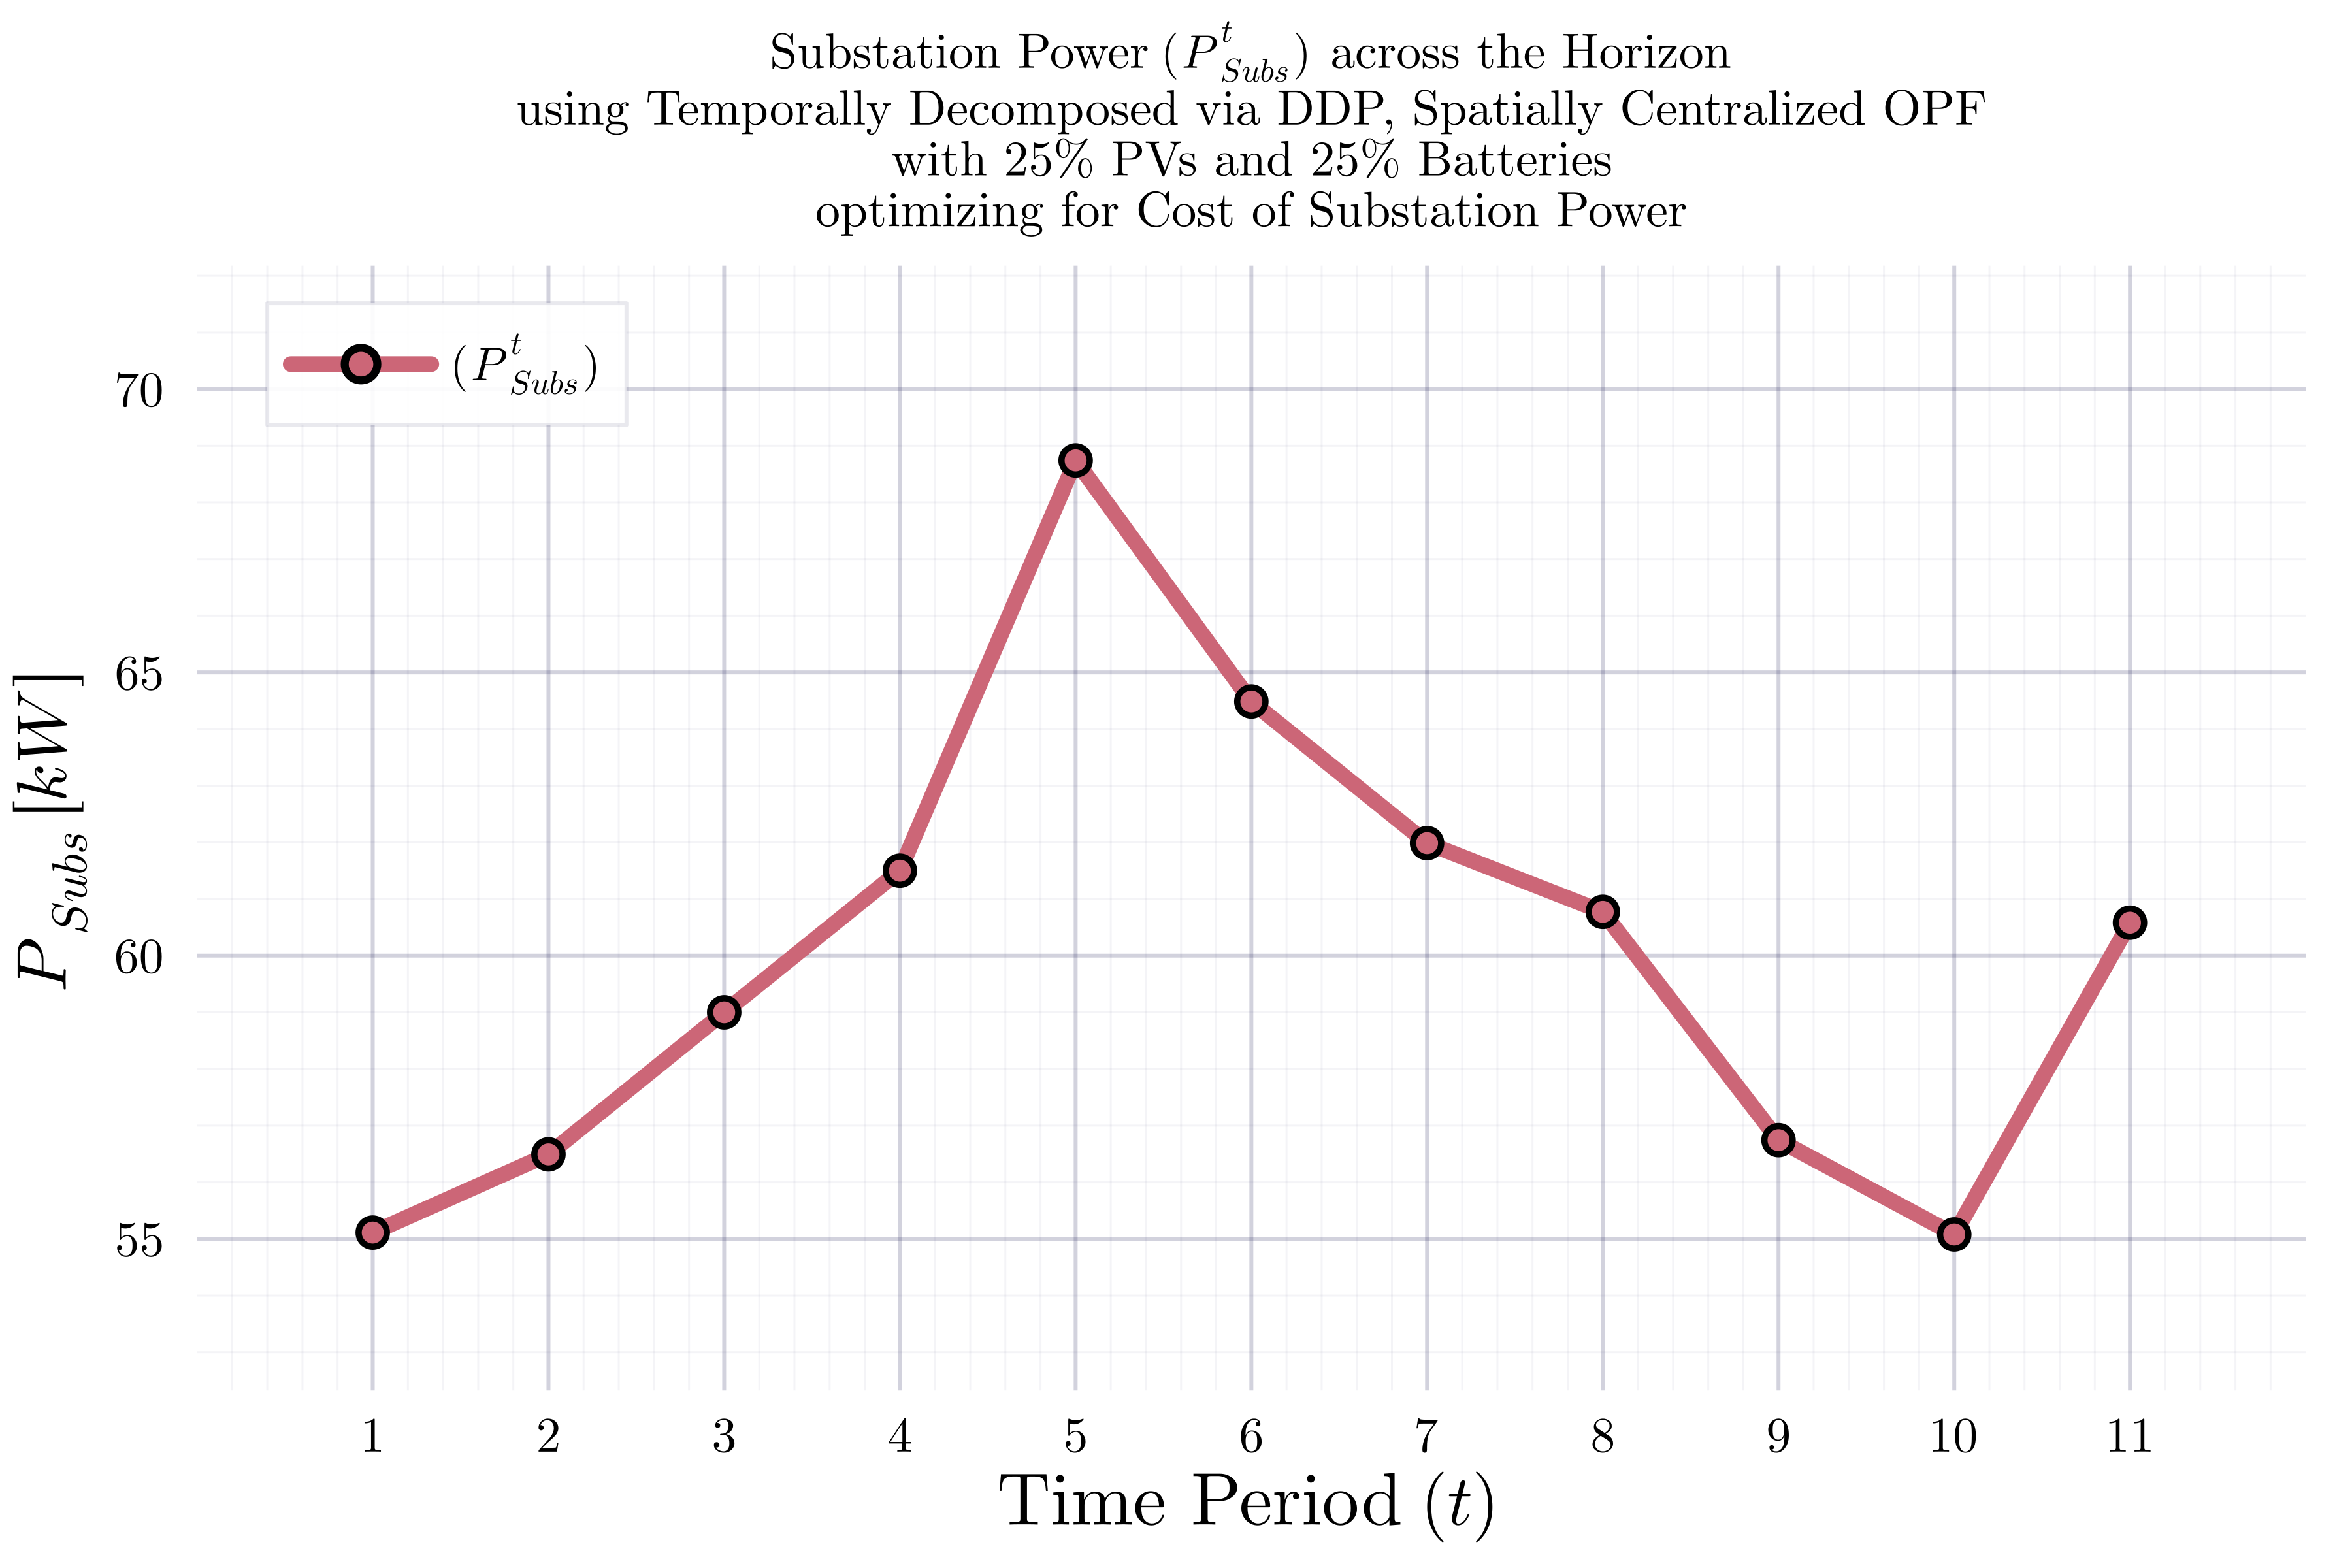 Substation Power (P^t_Subs) across the Horizon
using Temporally Decomposed via DDP, Spatially Centralized OPF
with 25% PVs and 25% Batteries
optimizing for Cost of Substation Power
(P^t_Subs)
70
65
60
55
P_Subs [kW]
1 2 3 4 5 6 7 8 9 10 11
Time Period (t)